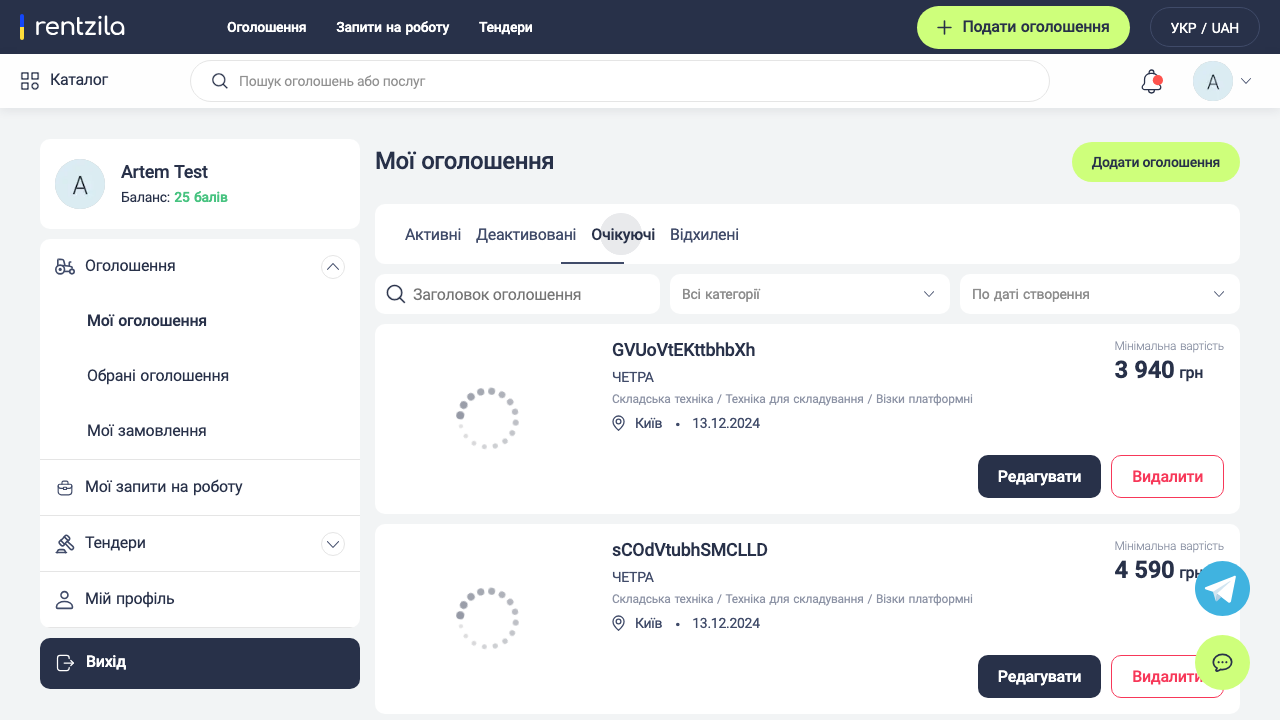 rentzila
Оголошення Запити на роботу Тендери
Подати оголошення
УКР / UAH
Каталог
Пошук оголошень або послуг
A
A
Artem Test
Баланс: 25 балів
Оголошення
Мої оголошення
Обрані оголошення
Мої замовлення
Мої запити на роботу
Тендери
Мій профіль
Вихід
Мої оголошення
Додати оголошення
Активні Деактивовані Очікуючі Відхилені
Заголовок оголошення
Всі категорії
По даті створення
GVUoVtEKttbhbXh
ЧЕТРА
Складська техніка / Техніка для складування / Візки платформні
Київ • 13.12.2024
Мінімальна вартість
3 940 грн
Редагувати
Видалити
sCOdVtubhSMCLLD
ЧЕТРА
Складська техніка / Техніка для складування / Візки платформні
Київ • 13.12.2024
Мінімальна вартість
4 590 грн
Редагувати
Видалити